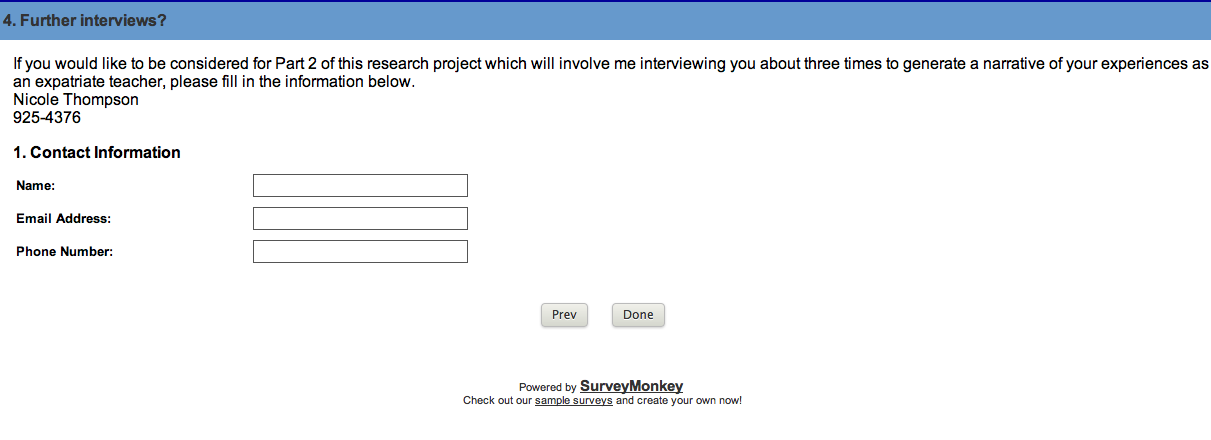 4. Further interviews?
If you would like to be considered for Part 2 of this research project which will involve me interviewing you about three times to generate a narrative of your experiences as
an expatriate teacher, please fill in the information below.
Nicole Thompson
925-4376
1. Contact Information
Name:
Email Address:
Phone Number:
Prev Done
Powered by SurveyMonkey
Check out our sample surveys and create your own now!